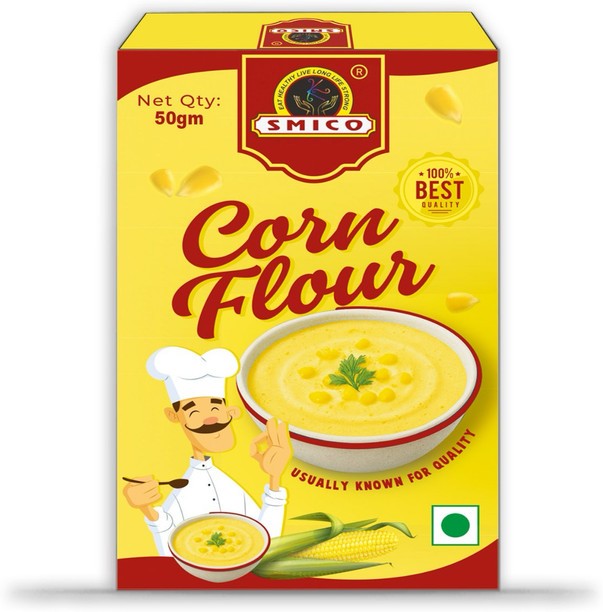 SMICO
EAT HEALTHY LIVE LONG LIFE STRONG
®
SMICO
Net Qty:
50gm
100%
BEST
QUALITY
Corn
Flour
USUALLY KNOWN FOR QUALITY